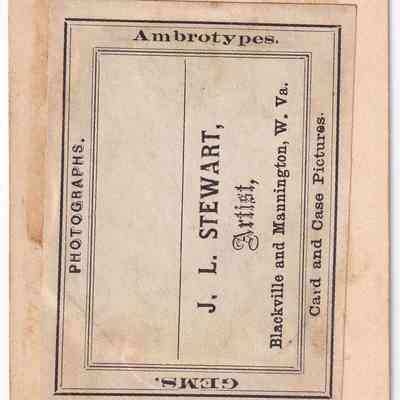 PHOTOGRAPHS.
Ambrotypes.
J. L. STEWART,
Artist,
Blackville and Mannington, W. Va.
Card and Case Pictures.
GEMS.